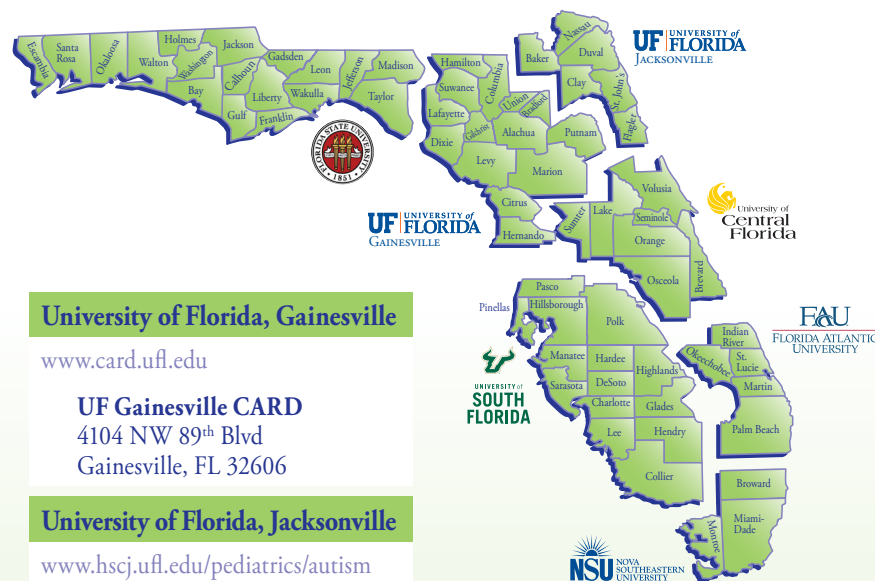 Escambia
Santa
Rosa
Okaloosa
Walton
Holmes
Washington
Jackson
Bay
Calhoun
Gulf
Liberty
Franklin
Gadsden
Leon
Wakulla
Jefferson
Madison
Taylor
FLORIDA STATE UNIVERSITY
1851
Hamilton
Suwanee
Columbia
Lafayette
Dixie
Gilchrist
Union
Bradford
Alachua
Putnam
Levy
Marion
Citrus
Hernando
UF UNIVERSITY of
FLORIDA
GAINESVILLE
Baker
Nassau
Duval
Clay
St. John's
Flagler
UF UNIVERSITY of
FLORIDA
JACKSONVILLE
Volusia
Sumter
Lake
Seminole
Orange
Osceola
Brevard
University of
Central
Florida
Pasco
Pinellas
Hillsborough
Polk
Manatee
Hardee
Highlands
Sarasota
DeSoto
Charlotte
Glades
Lee
Hendry
Collier
UNIVERSITY of
SOUTH
FLORIDA
Indian
River
Okeechobee
St.
Lucie
Martin
Palm Beach
FAU
FLORIDA ATLANTIC
UNIVERSITY
Broward
Miami-
Dade
Monroe
NSU
NOVA
SOUTHEASTERN
UNIVERSITY
University of Florida, Gainesville
www.card.ufl.edu
UF Gainesville CARD
4104 NW 89th Blvd
Gainesville, FL 32606
University of Florida, Jacksonville
www.hscj.ufl.edu/pediatrics/autism